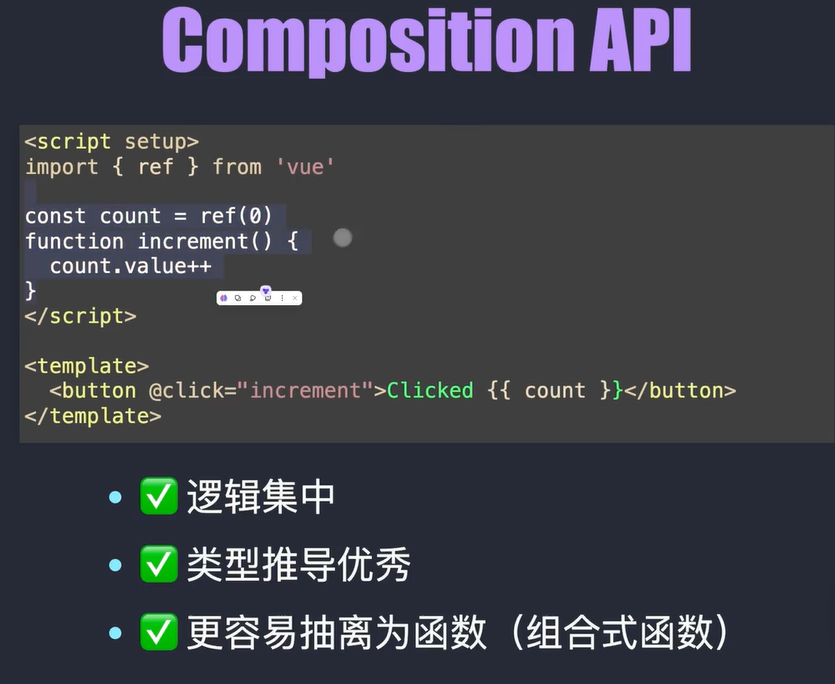 Composition API
<script setup>
import { ref } from 'vue'
const count = ref(0)
function increment() {
  count.value++
}
</script>
<template>
  <button @click="increment">Clicked {{ count }}</button>
</template>
• ✅ 逻辑集中
• ✅ 类型推导优秀
• ✅ 更容易抽离为函数（组合式函数）